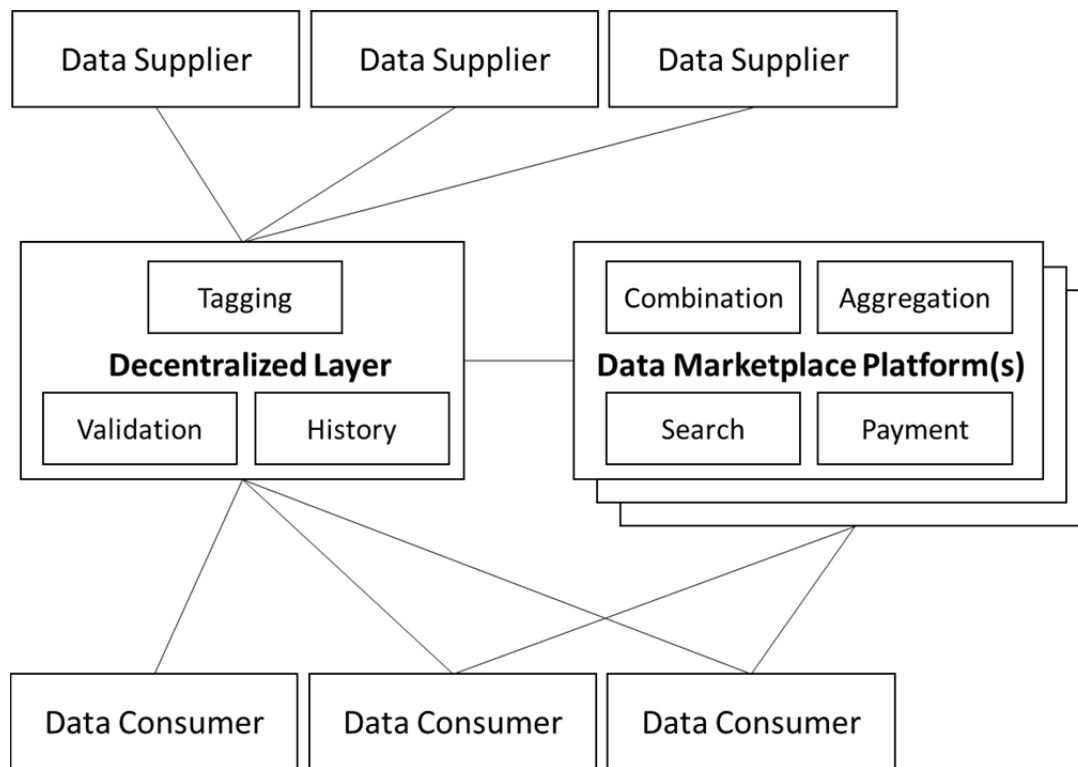 Data Supplier
Data Supplier
Data Supplier
Tagging
Decentralized Layer
Validation
History
Combination
Aggregation
Data Marketplace Platform(s)
Search
Payment
Data Consumer
Data Consumer
Data Consumer